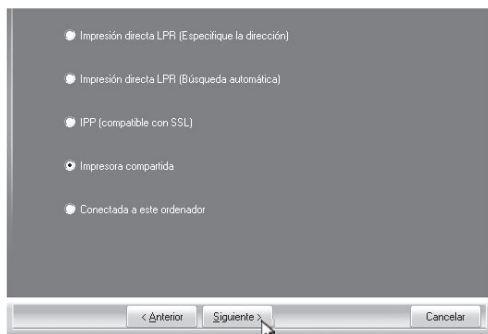 Impresión directa LPR (Especifique la dirección)
Impresión directa LPR (Búsqueda automática)
IPP (compatible con SSL)
Impresora compartida
Conectada a este ordenador
< Anterior Siguiente > Cancelar